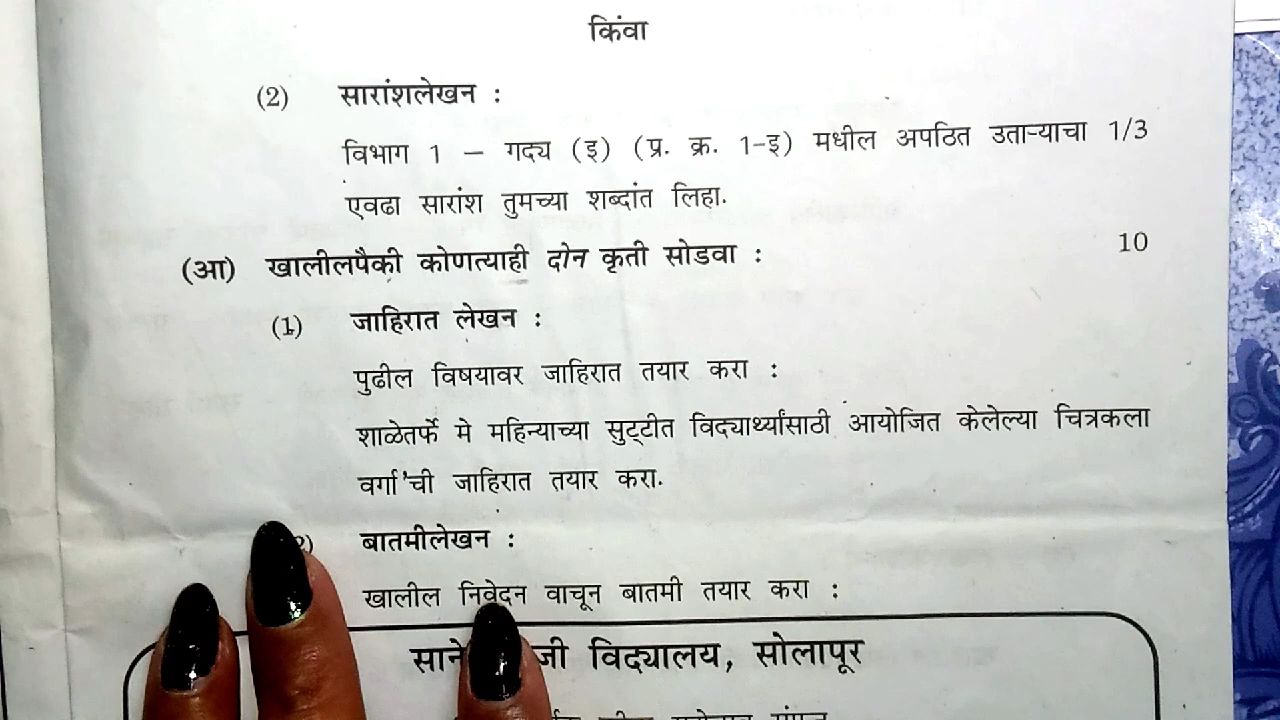 किंवा
(2) सारांशलेखन :
विभाग 1 – गद्य (इ) (प्र. क्र. 1-इ) मधील अपठित उताऱ्याचा 1/3
एवढा सारांश तुमच्या शब्दांत लिहा.
(आ) खालीलपैकी कोणत्याही दोन कृती सोडवा : 10
(1) जाहिरात लेखन :
पुढील विषयावर जाहिरात तयार करा :
शाळेतर्फे मे महिन्याच्या सुट्टीत विद्यार्थ्यांसाठी आयोजित केलेल्या चित्रकला
वर्गा'ची जाहिरात तयार करा.
बातमीलेखन :
खालील निवेदन वाचून बातमी तयार करा :
विद्यालय, सोलापूर